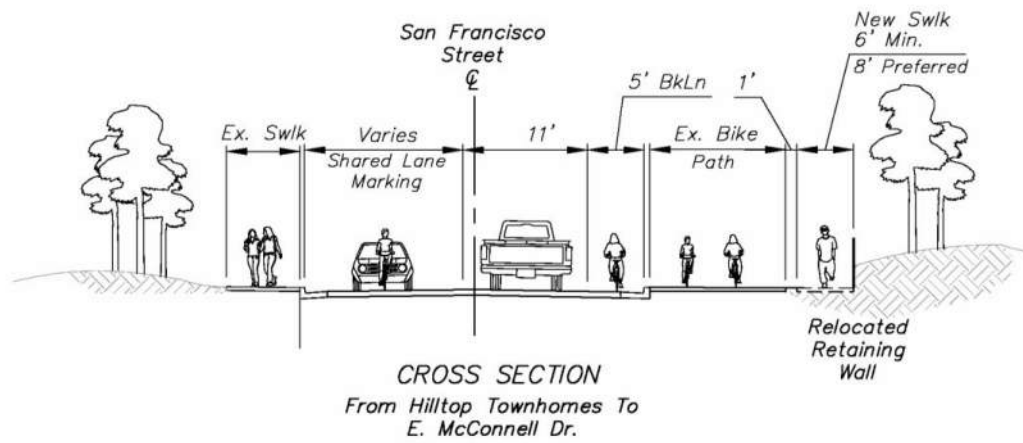 San Francisco
Street
℄
New Swlk
6' Min.
8' Preferred
5' BkLn 1'
Ex. Swlk
Varies
Shared Lane
Marking
11'
Ex. Bike
Path
Relocated
Retaining
Wall
CROSS SECTION
From Hilltop Townhomes To
E. McConnell Dr.